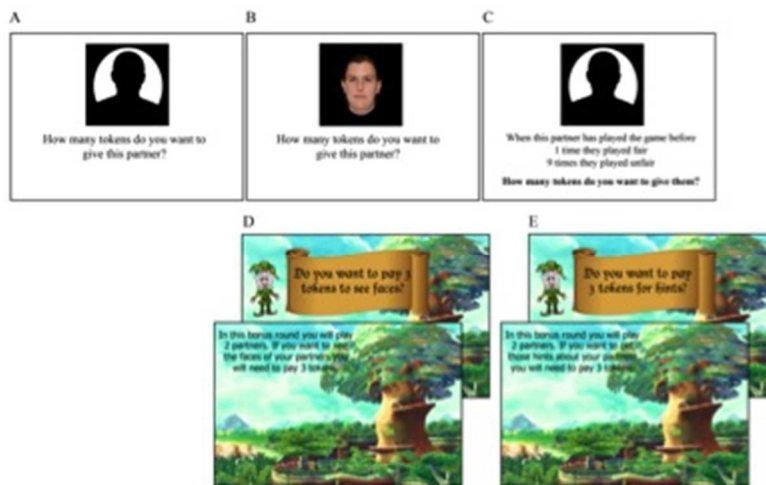 A
B
C
How many tokens do you want to
give this partner?
How many tokens do you want to
give this partner?
When this partner has played the game before
1 time they played fair
9 times they played unfair
How many tokens do you want to give them?
D
E
Do you want to pay 3
tokens to see faces?
In this bonus round you will play
2 partners. If you want to see
the faces of your partners you
will need to pay 3 tokens.
Do you want to pay
3 tokens for hints?
In this bonus round you will play
2 partners. If you want to get
those hints about your partners
you will need to pay 3 tokens.